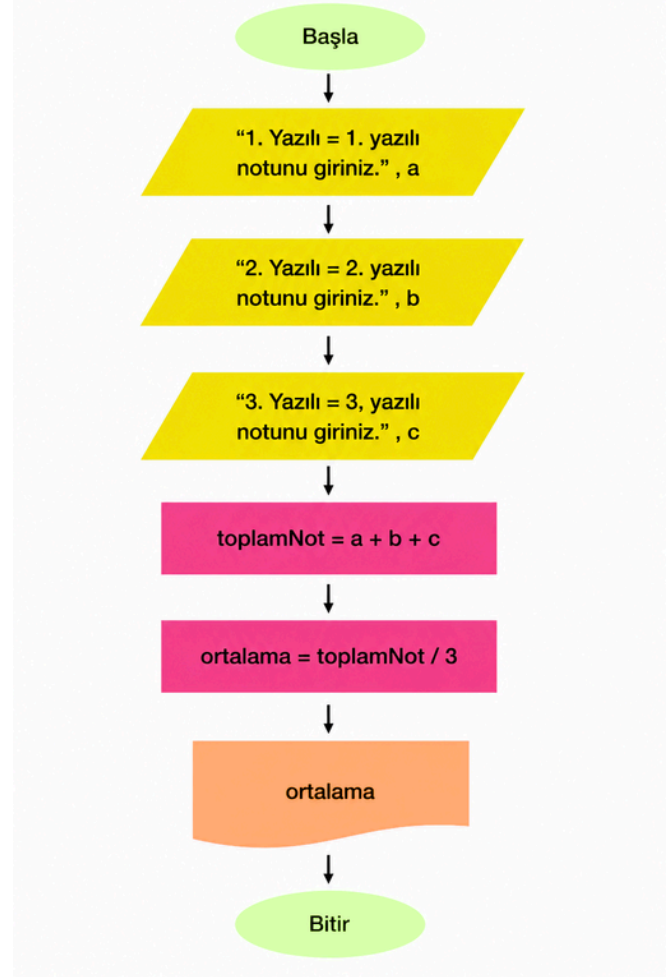 Başla
“1. Yazılı = 1. yazılı
notunu giriniz.” , a
“2. Yazılı = 2. yazılı
notunu giriniz.” , b
“3. Yazılı = 3, yazılı
notunu giriniz.” , c
toplamNot = a + b + c
ortalama = toplamNot / 3
ortalama
Bitir